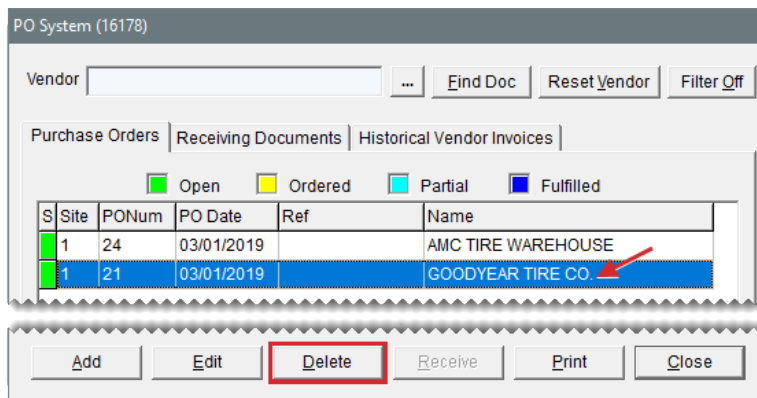 PO System (16178)
Vendor ... Find Doc Reset Vendor Filter Off
Purchase Orders Receiving Documents Historical Vendor Invoices
Open Ordered Partial Fulfilled
S Site PONum PO Date Ref Name
1 24 03/01/2019 AMC TIRE WAREHOUSE
1 21 03/01/2019 GOODYEAR TIRE CO.
Add Edit Delete Receive Print Close